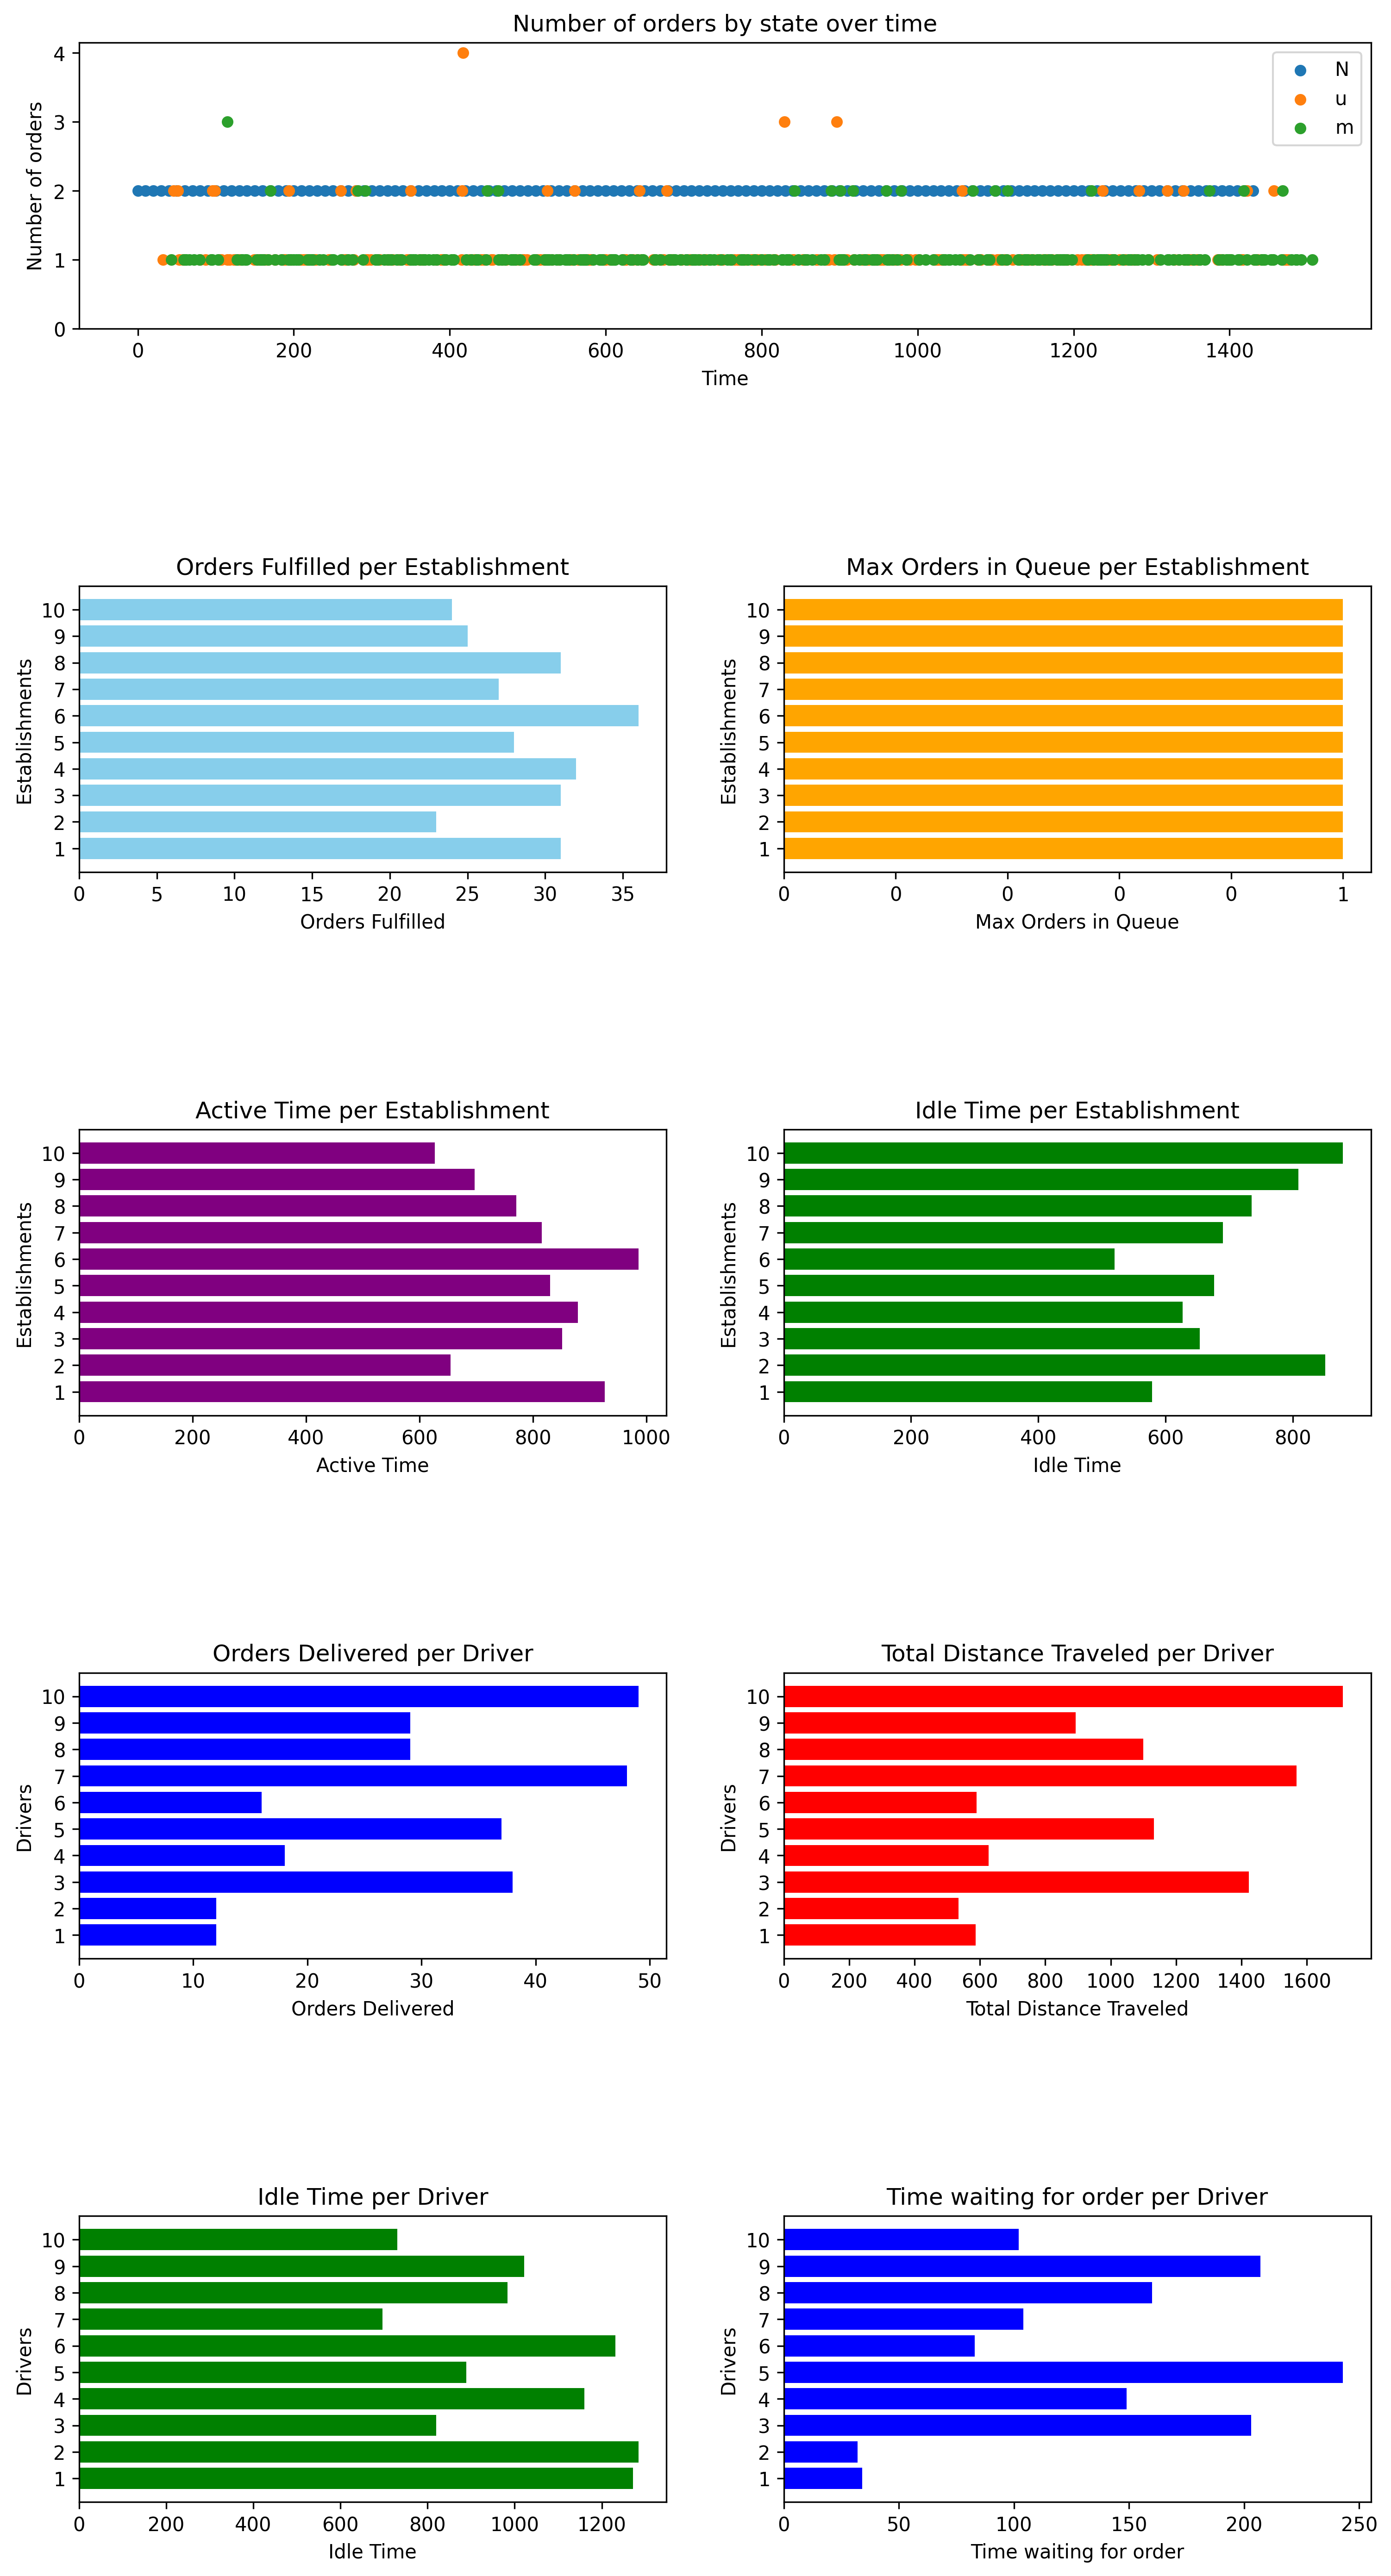 Number of orders by state over time
Number of orders
4
3
2
1
0
N
u
m
0 200 400 600 800 1000 1200 1400
Time
Orders Fulfilled per Establishment
Establishments
10
9
8
7
6
5
4
3
2
1
0 5 10 15 20 25 30 35
Orders Fulfilled
Max Orders in Queue per Establishment
Establishments
10
9
8
7
6
5
4
3
2
1
0 0 0 0 0 1
Max Orders in Queue
Active Time per Establishment
Establishments
10
9
8
7
6
5
4
3
2
1
0 200 400 600 800 1000
Active Time
Idle Time per Establishment
Establishments
10
9
8
7
6
5
4
3
2
1
0 200 400 600 800
Idle Time
Orders Delivered per Driver
Drivers
10
9
8
7
6
5
4
3
2
1
0 10 20 30 40 50
Orders Delivered
Total Distance Traveled per Driver
Drivers
10
9
8
7
6
5
4
3
2
1
0 200 400 600 800 1000 1200 1400 1600
Total Distance Traveled
Idle Time per Driver
Drivers
10
9
8
7
6
5
4
3
2
1
0 200 400 600 800 1000 1200
Idle Time
Time waiting for order per Driver
Drivers
10
9
8
7
6
5
4
3
2
1
0 50 100 150 200 250
Time waiting for order